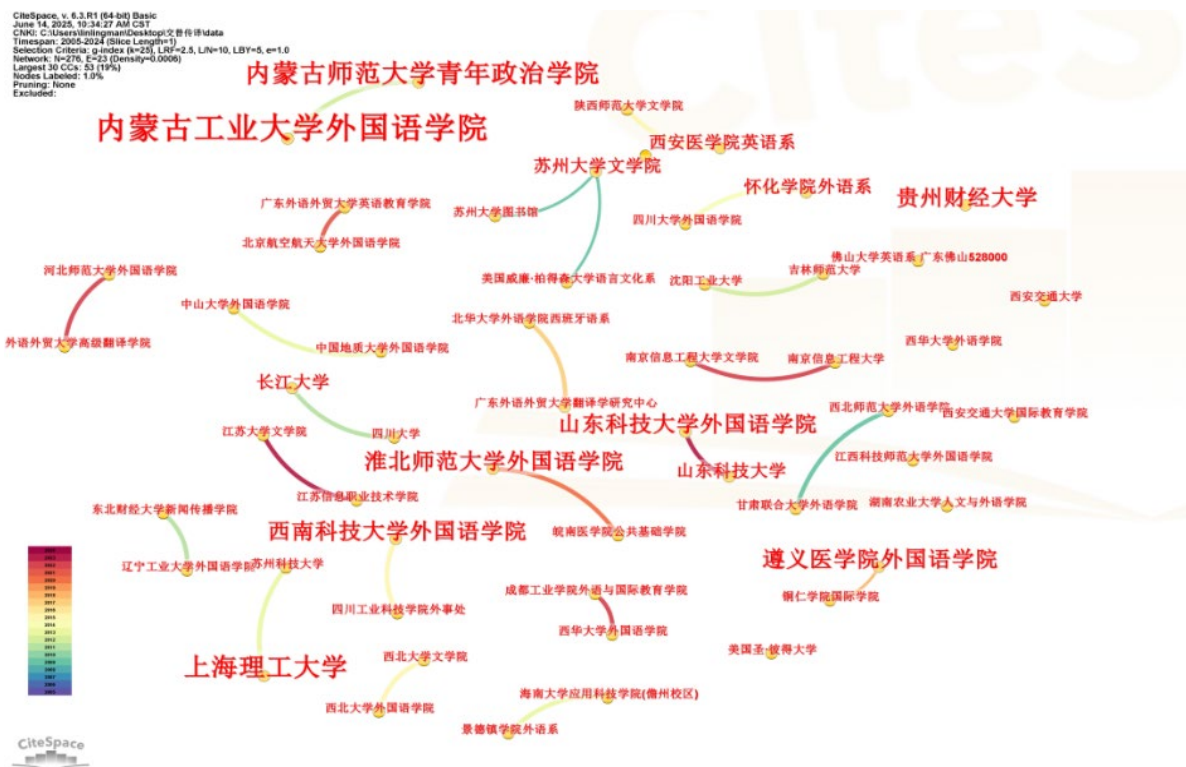 CiteSpace, v. 6.3.R1 (64-bit) Basic
June 14, 2025, 10:34:27 AM CST
CNKI: C:\Users\linlingman\Desktop\交替传译\data
Timespan: 2005-2024 (Slice Length=1)
Selection Criteria: g-index (k=25), LRF=2.5, L/N=10, LBY=5, e=1.0
Network: N=276, E=23 (Density=0.0006)
Largest 30 CCs: 53 (19%)
Nodes Labeled: 1.0%
Pruning: None
Excluded:
内蒙古师范大学青年政治学院
内蒙古工业大学外国语学院
陕西师范大学文学院
西安医学院英语系
苏州大学文学院
怀化学院外语系
贵州财经大学
广东外语外贸大学英语教育学院
苏州大学图书馆
四川大学外国语学院
北京航空航天大学外国语学院
佛山大学英语系 广东佛山528000
河北师范大学外国语学院
美国威廉·柏得森大学语言文化系
沈阳工业大学
吉林师范大学
西安交通大学
中山大学外国语学院
北华大学外语学院西班牙语系
外语外贸大学高级翻译学院
中国地质大学外国语学院
西华大学外语学院
南京信息工程大学文学院
南京信息工程大学
长江大学
广东外语外贸大学翻译学研究中心
西北师范大学外语学院
西安交通大学国际教育学院
山东科技大学外国语学院
江苏大学文学院
四川大学
淮北师范大学外国语学院
山东科技大学
江西科技师范大学外国语学院
江苏信息职业技术学院
甘肃联合大学外语学院
湖南农业大学人文与外语学院
东北财经大学新闻传播学院
西南科技大学外国语学院
皖南医学院公共基础学院
辽宁工业大学外国语学院
苏州科技大学
遵义医学院外国语学院
成都工业学院外语与国际教育学院
铜仁学院国际学院
四川工业科技学院外事处
西华大学外国语学院
美国圣·彼得大学
上海理工大学
西北大学文学院
海南大学应用科技学院(儋州校区)
西北大学外国语学院
景德镇学院外语系
CiteSpace